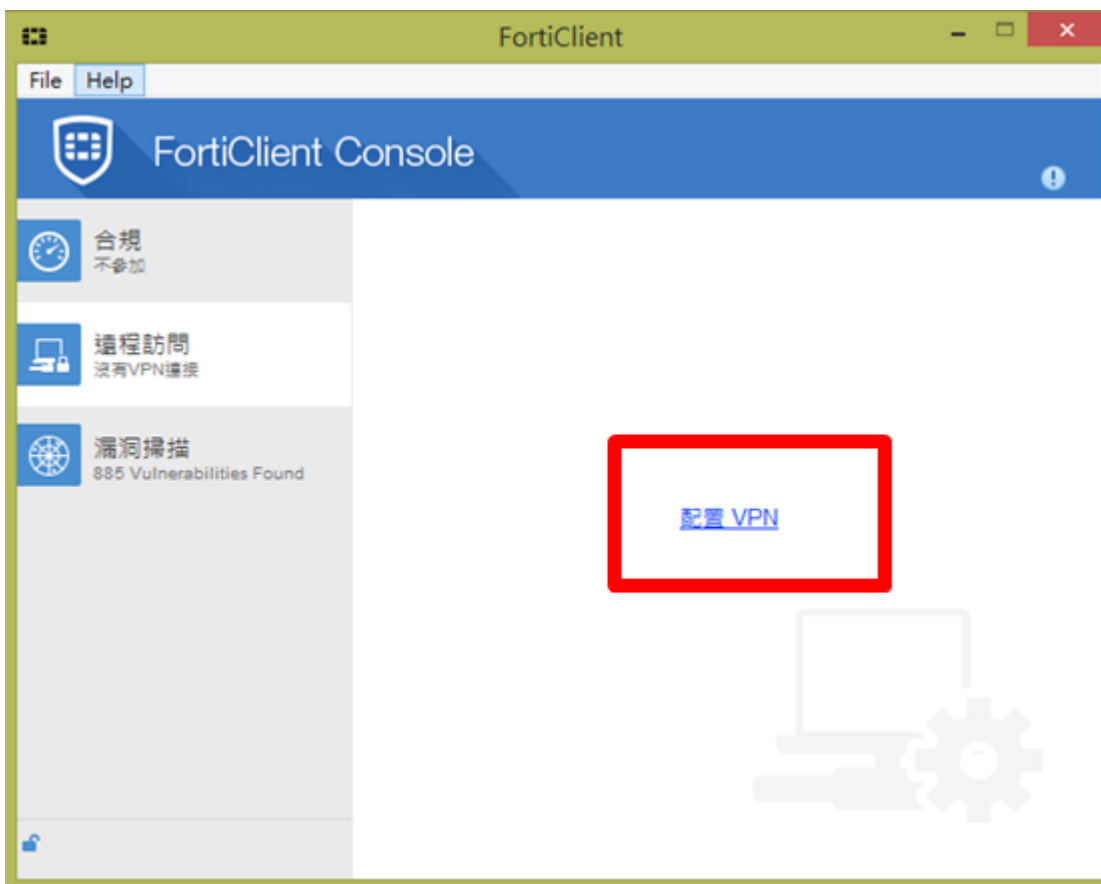 FortiClient
File Help
FortiClient Console
合規
不參加
遠程訪問
沒有VPN連接
漏洞掃描
885 Vulnerabilities Found
配置 VPN